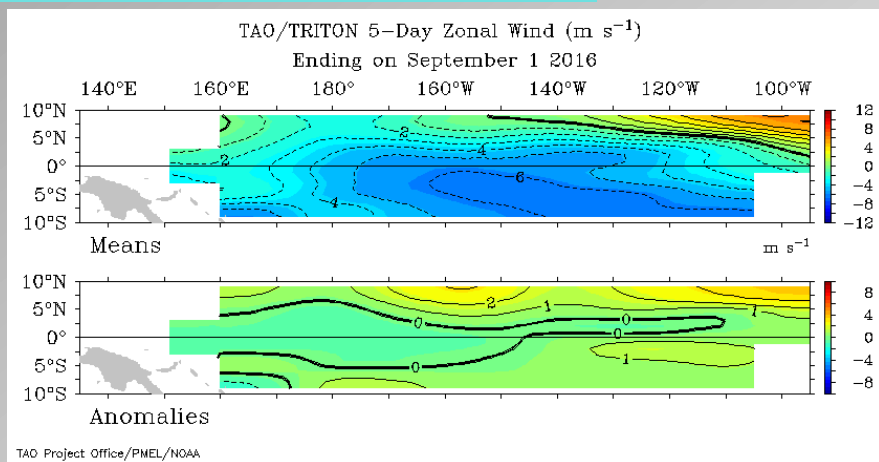 TAO/TRITON 5-Day Zonal Wind (m s⁻¹)
Ending on September 1 2016
140°E 160°E 180° 160°W 140°W 120°W 100°W
10°N
5°N
0°
5°S
10°S
2
2
-4
-6
-4
12
8
4
0
-4
-8
-12
Means
m s⁻¹
10°N
5°N
0°
5°S
10°S
2
1
1
0
0
0
0
1
8
4
0
-4
-8
Anomalies
TAO Project Office/PMEL/NOAA